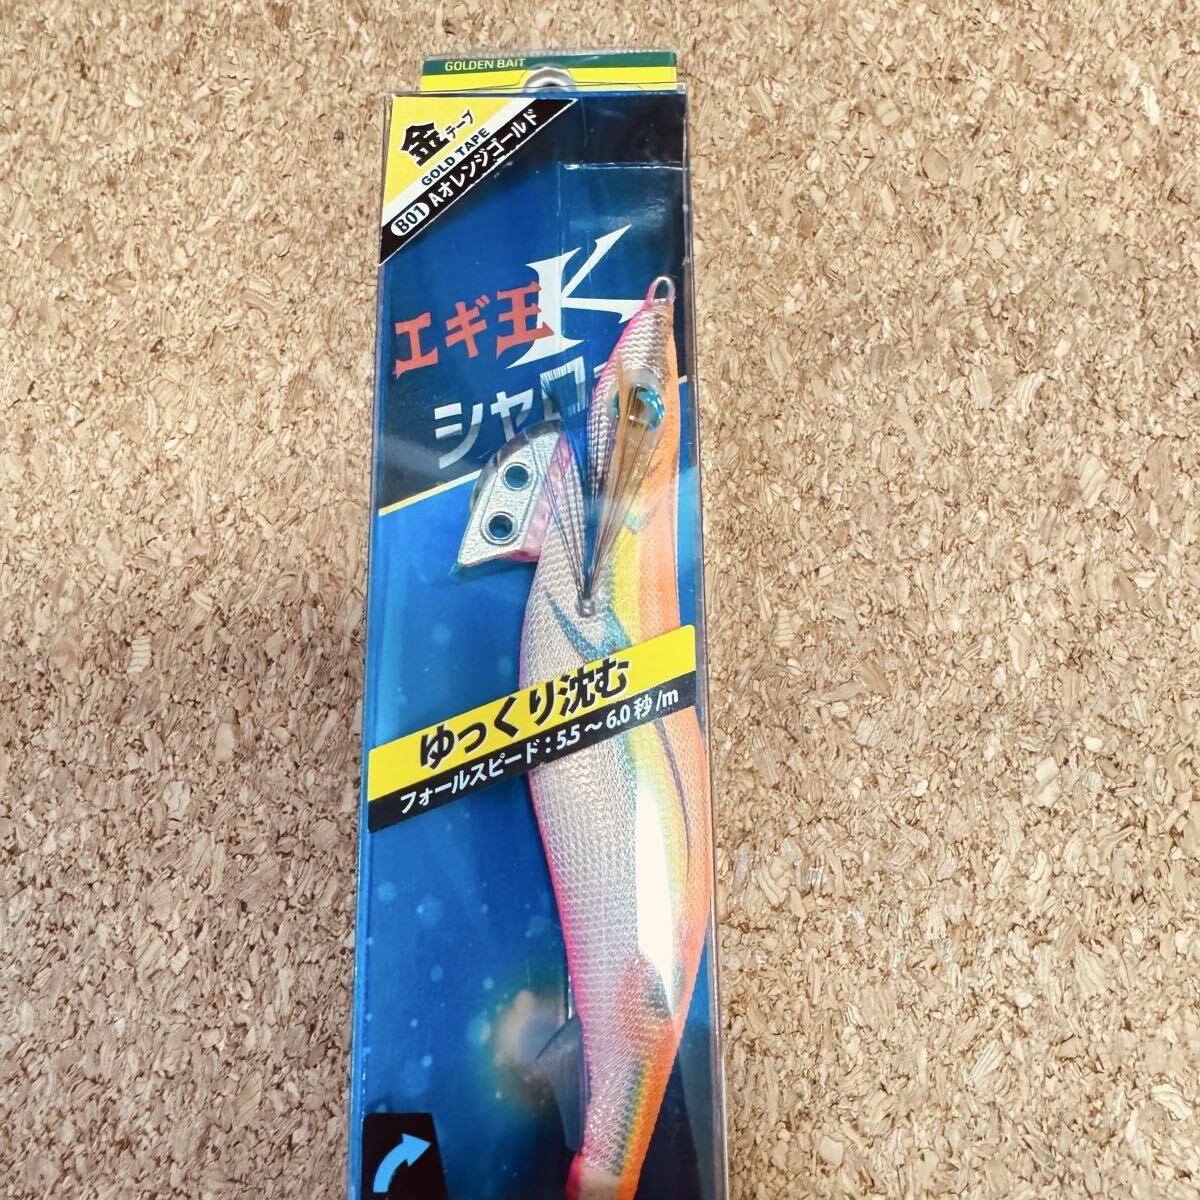 GOLDEN BAIT
金テープ
GOLD TAPE
B01 Aオレンジゴールド
エギ王K
シャロ
ゆっくり沈む
フォールスピード：5.5～6.0秒/m